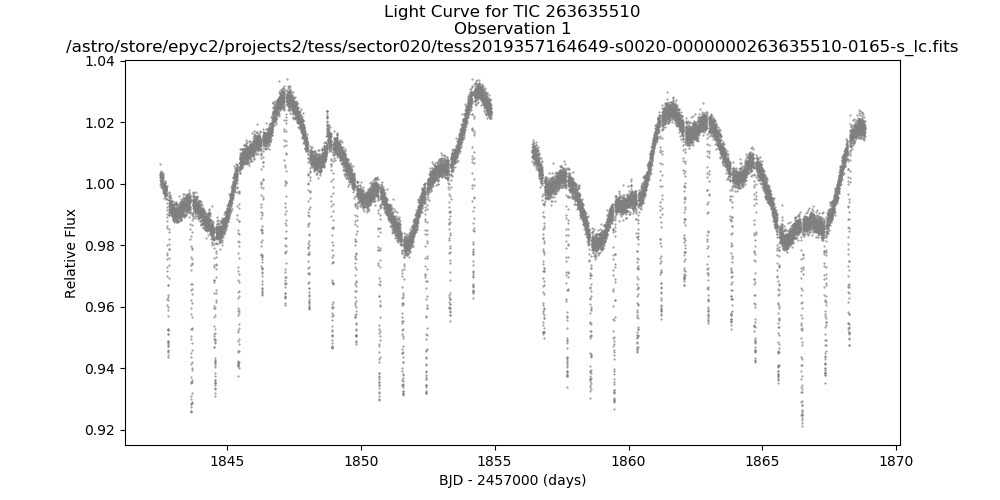 Light Curve for TIC 263635510
Observation 1
/astro/store/epyc2/projects2/tess/sector020/tess2019357164649-s0020-0000000263635510-0165-s_lc.fits
1.04
1.02
1.00
0.98
0.96
0.94
0.92
Relative Flux
1845
1850
1855
1860
1865
1870
BJD - 2457000 (days)